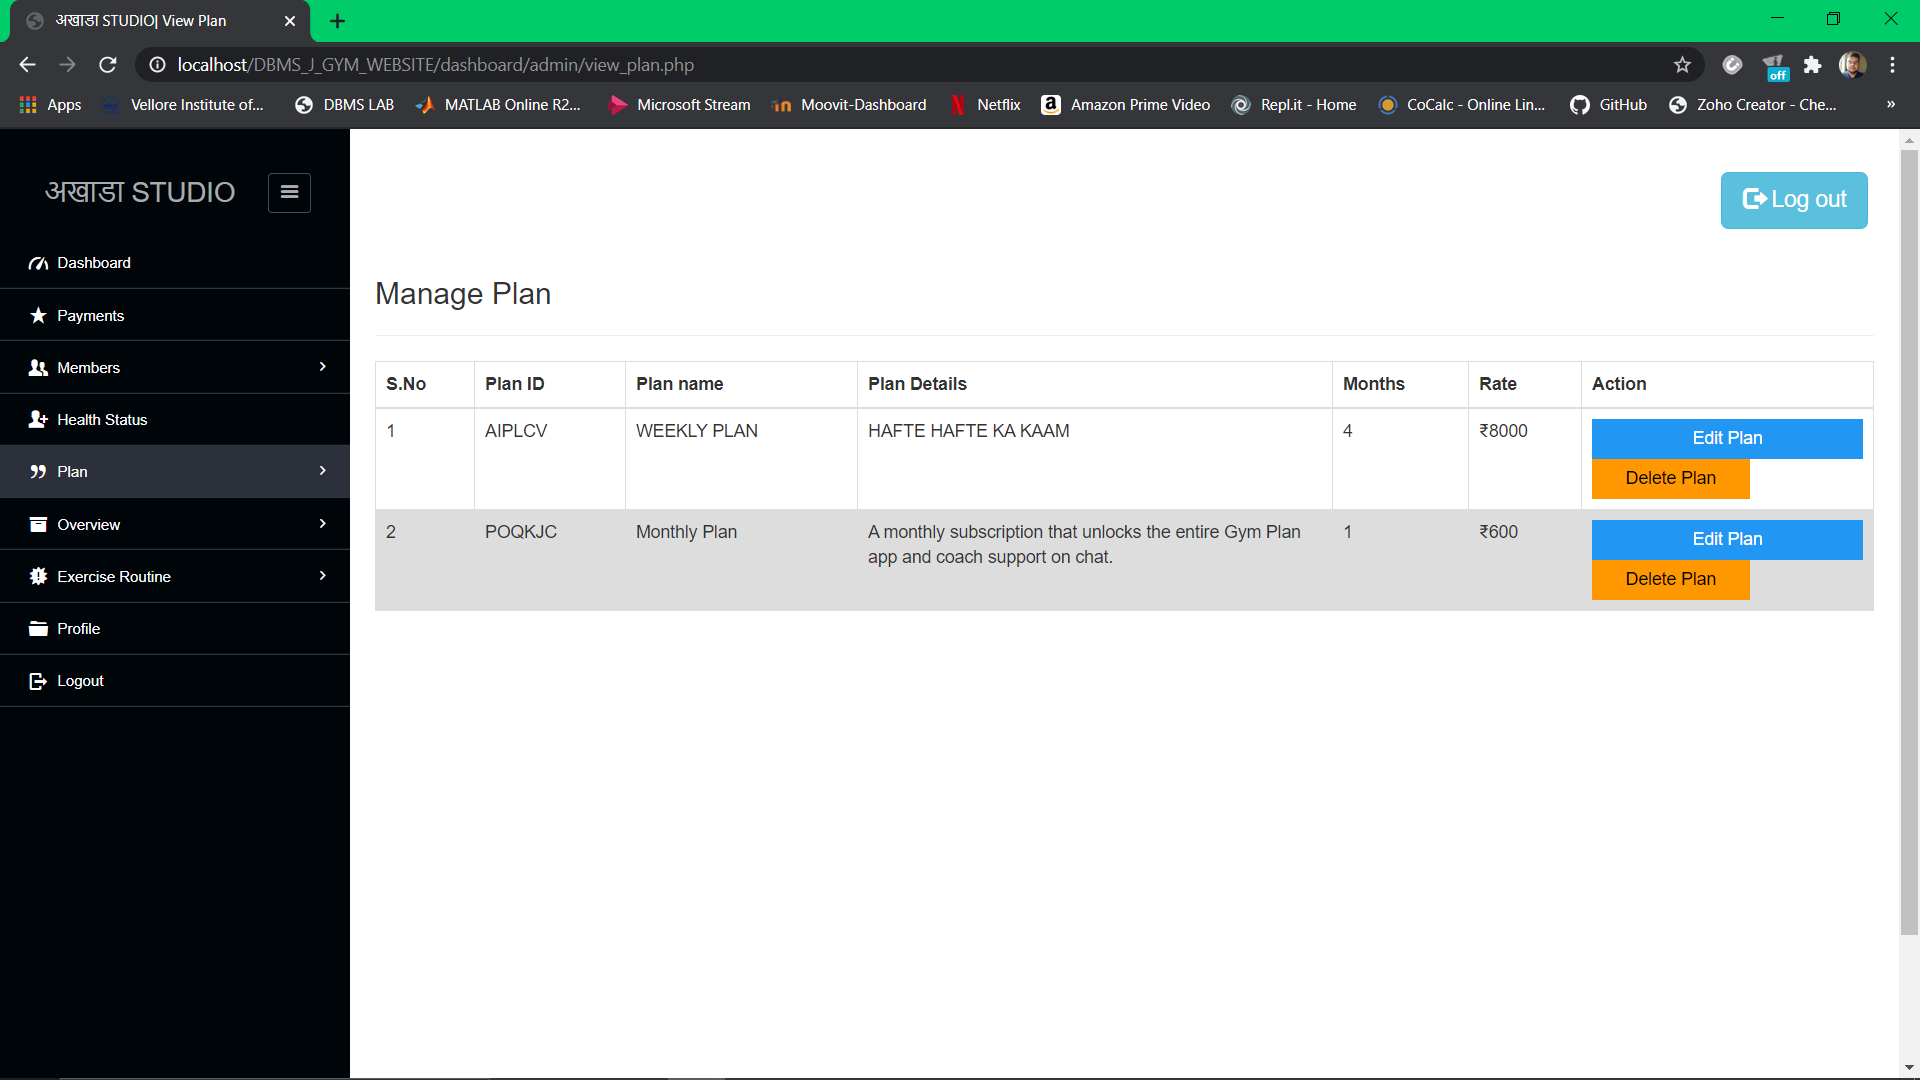 अखाडा STUDIO| View Plan
localhost/DBMS_J_GYM_WEBSITE/dashboard/admin/view_plan.php
off
Apps Vellore Institute of... DBMS LAB MATLAB Online R2... Microsoft Stream Moovit-Dashboard Netflix Amazon Prime Video Repl.it - Home CoCalc - Online Lin... GitHub Zoho Creator - Che... »
अखाडा STUDIO
Log out
Dashboard
Payments
Members
Health Status
Plan
Overview
Exercise Routine
Profile
Logout
Manage Plan
S.No Plan ID Plan name Plan Details Months Rate Action
1 AIPLCV WEEKLY PLAN HAFTE HAFTE KA KAAM 4 ₹8000 Edit Plan
Delete Plan
2 POQKJC Monthly Plan A monthly subscription that unlocks the entire Gym Plan 1 ₹600 Edit Plan
app and coach support on chat.
Delete Plan